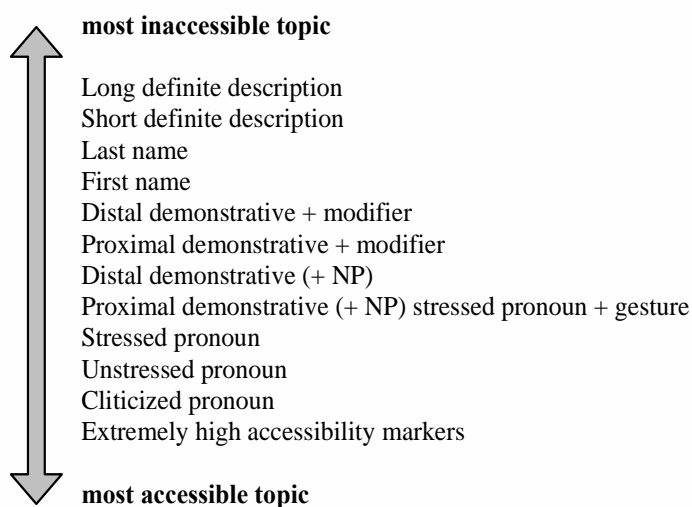 most inaccessible topic
Long definite description
Short definite description
Last name
First name
Distal demonstrative + modifier
Proximal demonstrative + modifier
Distal demonstrative (+ NP)
Proximal demonstrative (+ NP) stressed pronoun + gesture
Stressed pronoun
Unstressed pronoun
Cliticized pronoun
Extremely high accessibility markers
most accessible topic